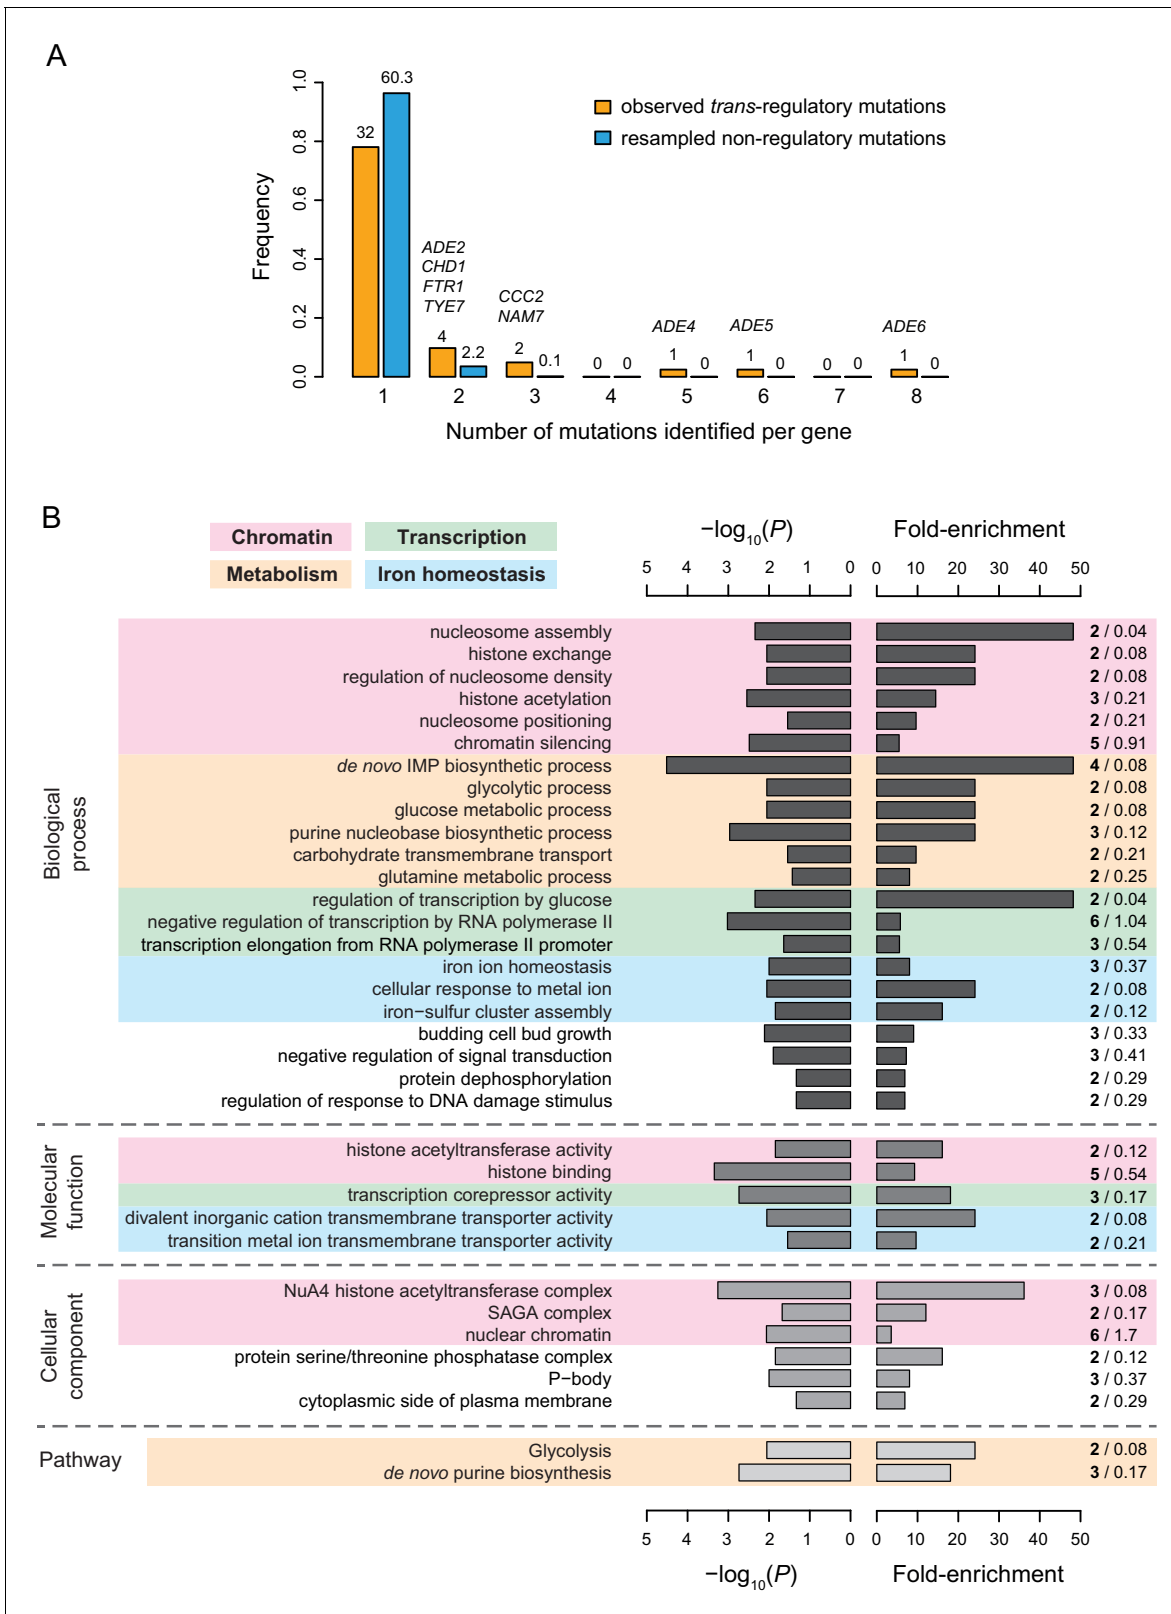 A
observed trans-regulatory mutations
resampled non-regulatory mutations
Frequency
0.0 0.2 0.4 0.6 0.8 1.0
32 60.3
ADE2
CHD1
FTR1
TYE7
4 2.2
CCC2
NAM7
2 0.1
0 0
ADE4
1 0
ADE5
1 0
0 0
ADE6
1 0
1 2 3 4 5 6 7 8
Number of mutations identified per gene
B
Chromatin Transcription
Metabolism Iron homeostasis
−log10(P) Fold-enrichment
5 4 3 2 1 0 0 10 20 30 40 50
Biological
process
nucleosome assembly 2 / 0.04
histone exchange 2 / 0.08
regulation of nucleosome density 2 / 0.08
histone acetylation 3 / 0.21
nucleosome positioning 2 / 0.21
chromatin silencing 5 / 0.91
de novo IMP biosynthetic process 4 / 0.08
glycolytic process 2 / 0.08
glucose metabolic process 2 / 0.08
purine nucleobase biosynthetic process 3 / 0.12
carbohydrate transmembrane transport 2 / 0.21
glutamine metabolic process 2 / 0.25
regulation of transcription by glucose 2 / 0.04
negative regulation of transcription by RNA polymerase II 6 / 1.04
transcription elongation from RNA polymerase II promoter 3 / 0.54
iron ion homeostasis 3 / 0.37
cellular response to metal ion 2 / 0.08
iron−sulfur cluster assembly 2 / 0.12
budding cell bud growth 3 / 0.33
negative regulation of signal transduction 3 / 0.41
protein dephosphorylation 2 / 0.29
regulation of response to DNA damage stimulus 2 / 0.29
Molecular
function
histone acetyltransferase activity 2 / 0.12
histone binding 5 / 0.54
transcription corepressor activity 3 / 0.17
divalent inorganic cation transmembrane transporter activity 2 / 0.08
transition metal ion transmembrane transporter activity 2 / 0.21
Cellular
component
NuA4 histone acetyltransferase complex 3 / 0.08
SAGA complex 2 / 0.17
nuclear chromatin 6 / 1.7
protein serine/threonine phosphatase complex 2 / 0.12
P−body 3 / 0.37
cytoplasmic side of plasma membrane 2 / 0.29
Pathway
Glycolysis 2 / 0.08
de novo purine biosynthesis 3 / 0.17
5 4 3 2 1 0 0 10 20 30 40 50
−log10(P) Fold-enrichment